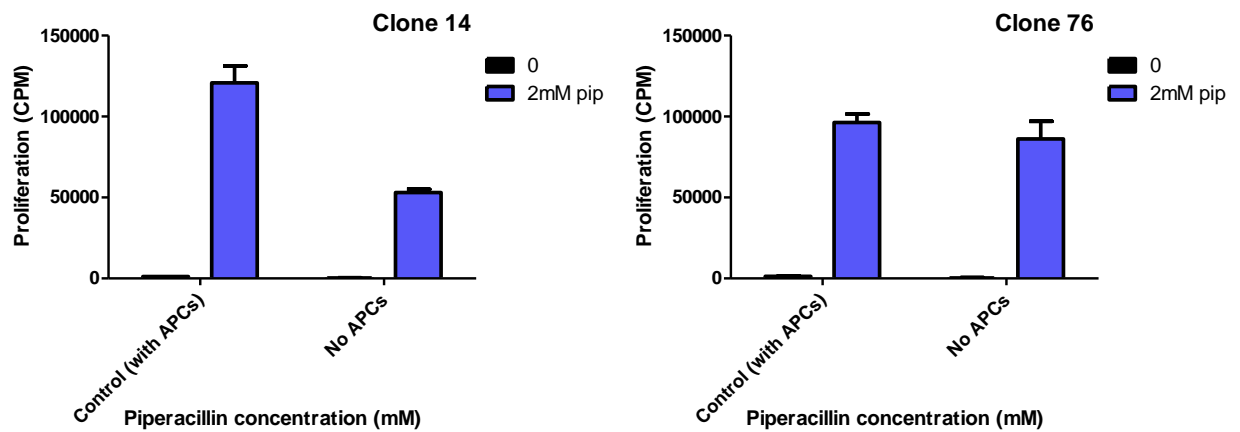 Clone 14
150000
100000
50000
0
Proliferation (CPM)
0
2mM pip
Control (with APCs)
No APCs
Piperacillin concentration (mM)
Clone 76
150000
100000
50000
0
Proliferation (CPM)
0
2mM pip
Control (with APCs)
No APCs
Piperacillin concentration (mM)